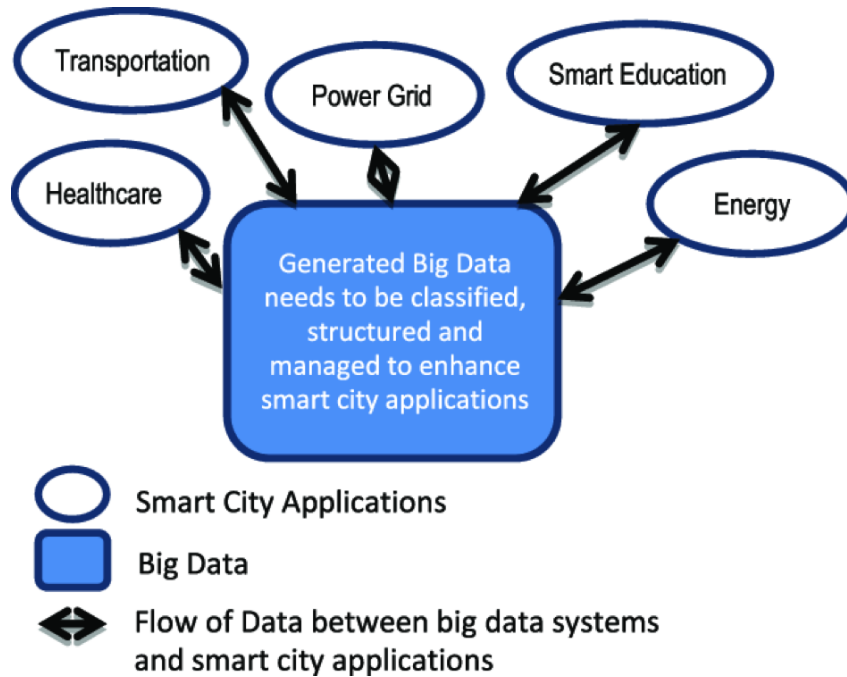 Transportation
Power Grid
Smart Education
Healthcare
Energy
Generated Big Data
needs to be classified,
structured and
managed to enhance
smart city applications
Smart City Applications
Big Data
Flow of Data between big data systems
and smart city applications